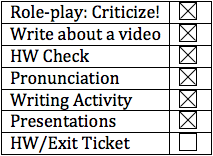 Role-play: Criticize!
Write about a video
HW Check
Pronunciation
Writing Activity
Presentations
HW/Exit Ticket